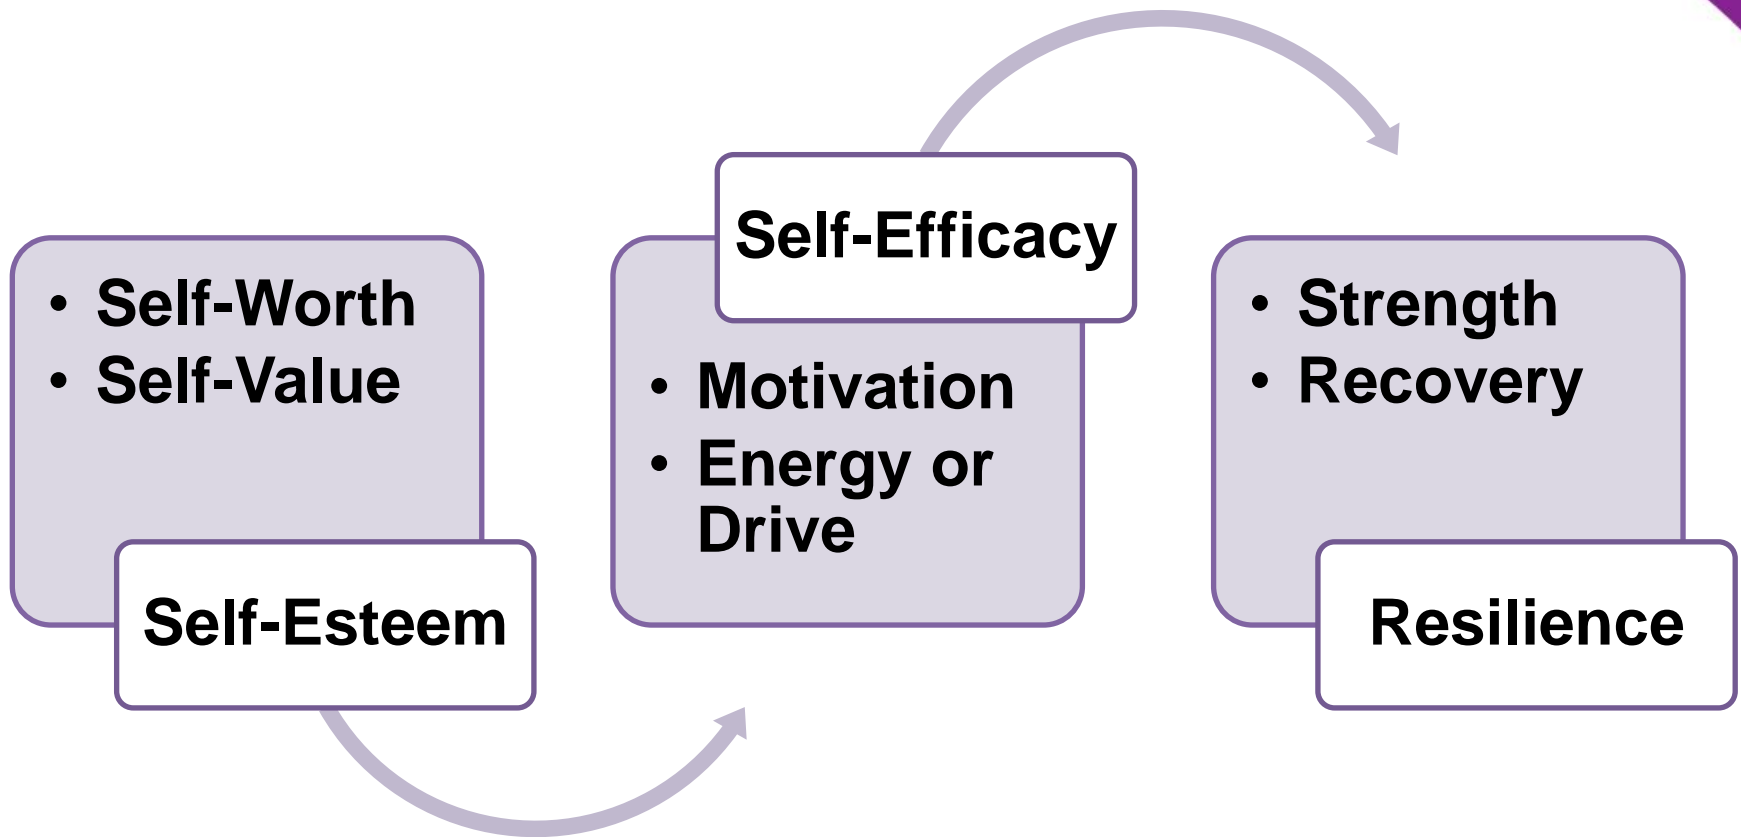 • Self-Worth
• Self-Value
Self-Esteem
Self-Efficacy
• Motivation
• Energy or
Drive
• Strength
• Recovery
Resilience